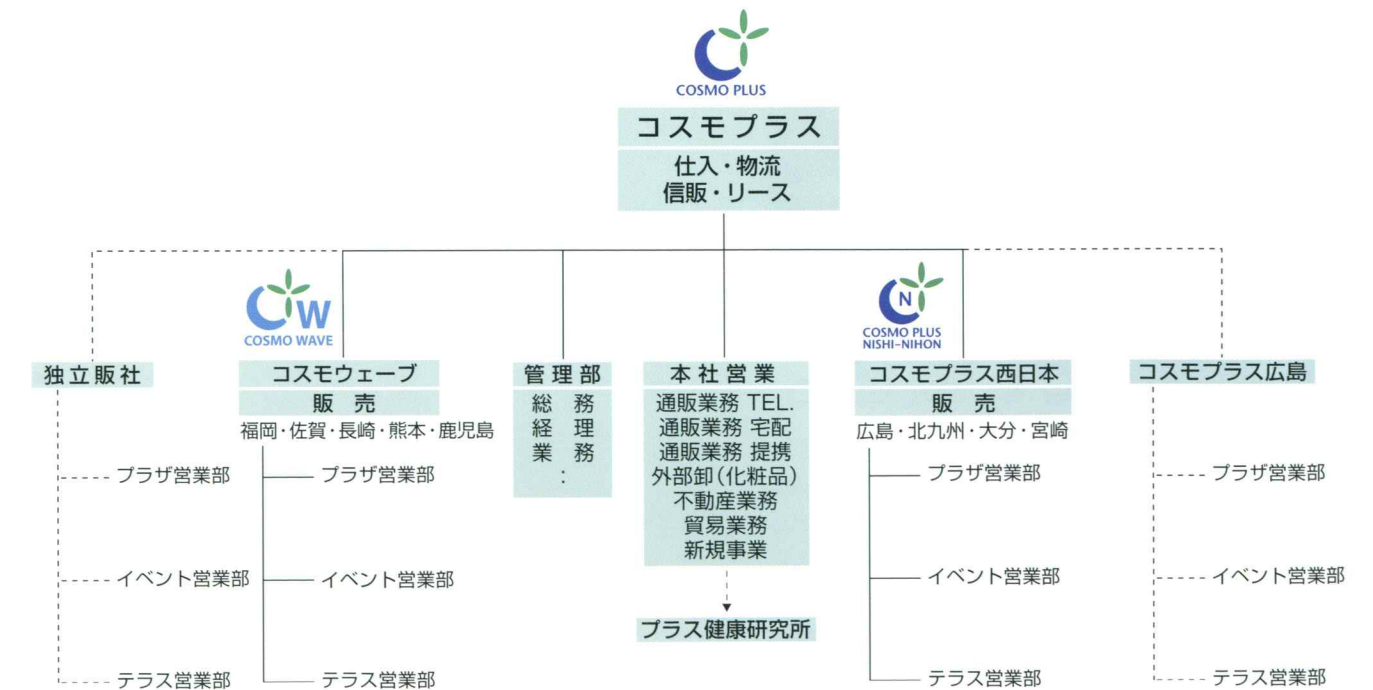 COSMO PLUS
コスモプラス
仕入・物流
信販・リース
COSMO WAVE
N
COSMO PLUS
NISHI-NIHON
独立販社
プラザ営業部
イベント営業部
テラス営業部
コスモウェーブ
販 売
福岡・佐賀・長崎・熊本・鹿児島
プラザ営業部
イベント営業部
テラス営業部
管理部
総 務
経 理
業 務
:
本社営業
通販業務 TEL.
通販業務 宅配
通販業務 提携
外部卸(化粧品)
不動産業務
貿易業務
新規事業
プラス健康研究所
コスモプラス西日本
販 売
広島・北九州・大分・宮崎
プラザ営業部
イベント営業部
テラス営業部
コスモプラス広島
プラザ営業部
イベント営業部
テラス営業部